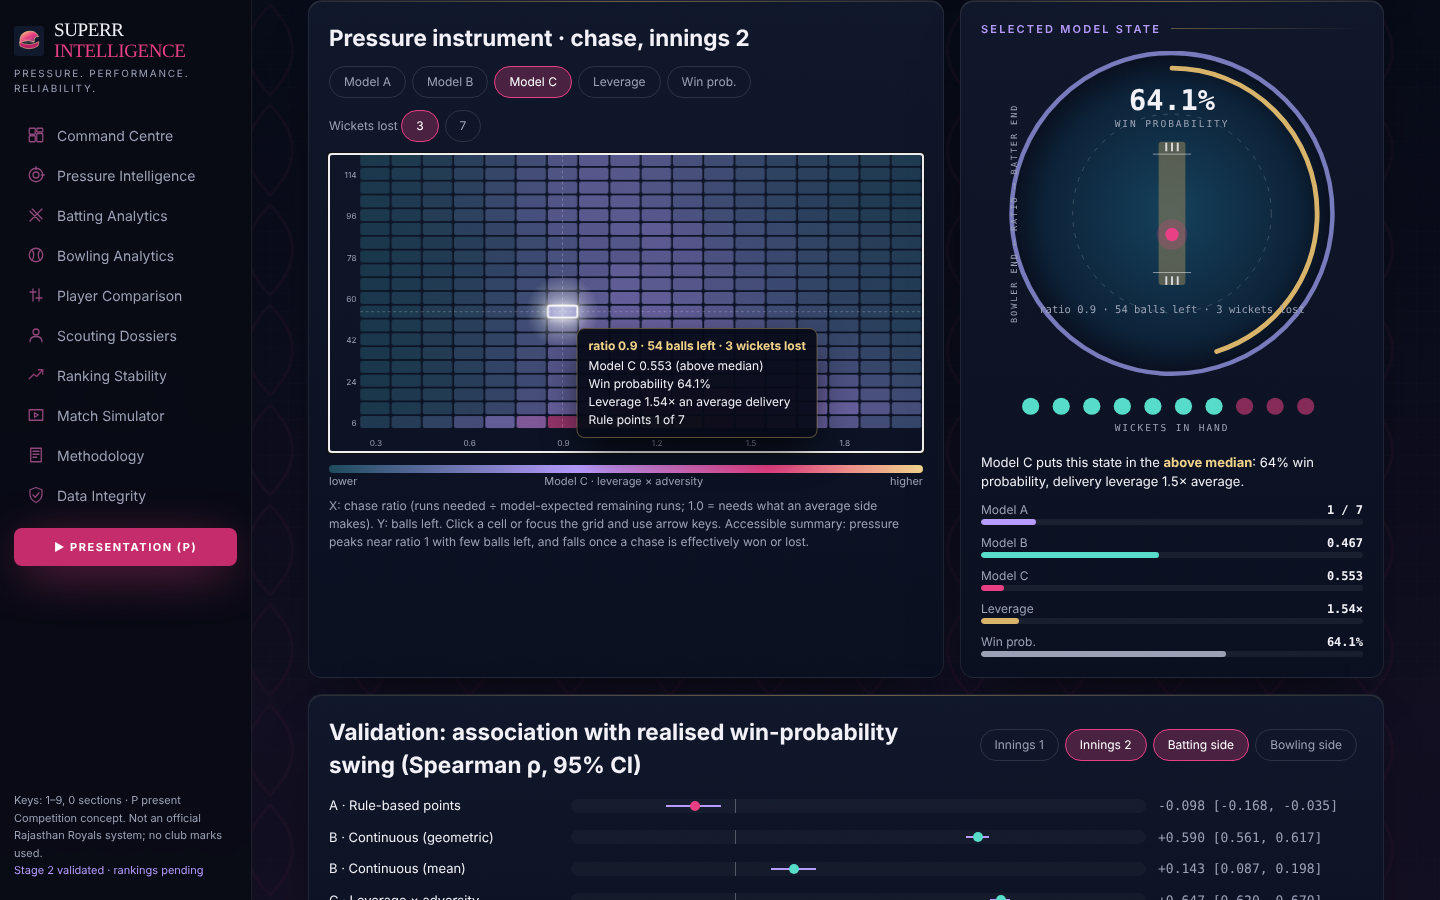 SUPERR
INTELLIGENCE
PRESSURE. PERFORMANCE.
RELIABILITY.
Command Centre
Pressure Intelligence
Batting Analytics
Bowling Analytics
Player Comparison
Scouting Dossiers
Ranking Stability
Match Simulator
Methodology
Data Integrity
▶ PRESENTATION (P)
Keys: 1–9, 0 sections · P present
Competition concept. Not an official
Rajasthan Royals system; no club marks
used.
Stage 2 validated · rankings pending
Pressure instrument · chase, innings 2
Model A
Model B
Model C
Leverage
Win prob.
Wickets lost 3 7
114
96
78
60
42
24
6
0.3 0.6 0.9 1.2 1.5 1.8
ratio 0.9 · 54 balls left · 3 wickets lost
Model C 0.553 (above median)
Win probability 64.1%
Leverage 1.54× an average delivery
Rule points 1 of 7
lower Model C · leverage × adversity higher
X: chase ratio (runs needed ÷ model-expected remaining runs; 1.0 = needs what an average side
makes). Y: balls left. Click a cell or focus the grid and use arrow keys. Accessible summary: pressure
peaks near ratio 1 with few balls left, and falls once a chase is effectively won or lost.
SELECTED MODEL STATE
64.1%
WIN PROBABILITY
BOWLER END · RATIO · BATTER END
ratio 0.9 · 54 balls left · 3 wickets lost
WICKETS IN HAND
Model C puts this state in the above median: 64% win
probability, delivery leverage 1.5× average.
Model A 1 / 7
Model B 0.467
Model C 0.553
Leverage 1.54×
Win prob. 64.1%
Validation: association with realised win-probability
swing (Spearman ρ, 95% CI)
Innings 1
Innings 2
Batting side
Bowling side
A · Rule-based points -0.098 [-0.168, -0.035]
B · Continuous (geometric) +0.590 [0.561, 0.617]
B · Continuous (mean) +0.143 [0.087, 0.198]
C · Leverage × adversity +0.647 [0.620, 0.670]